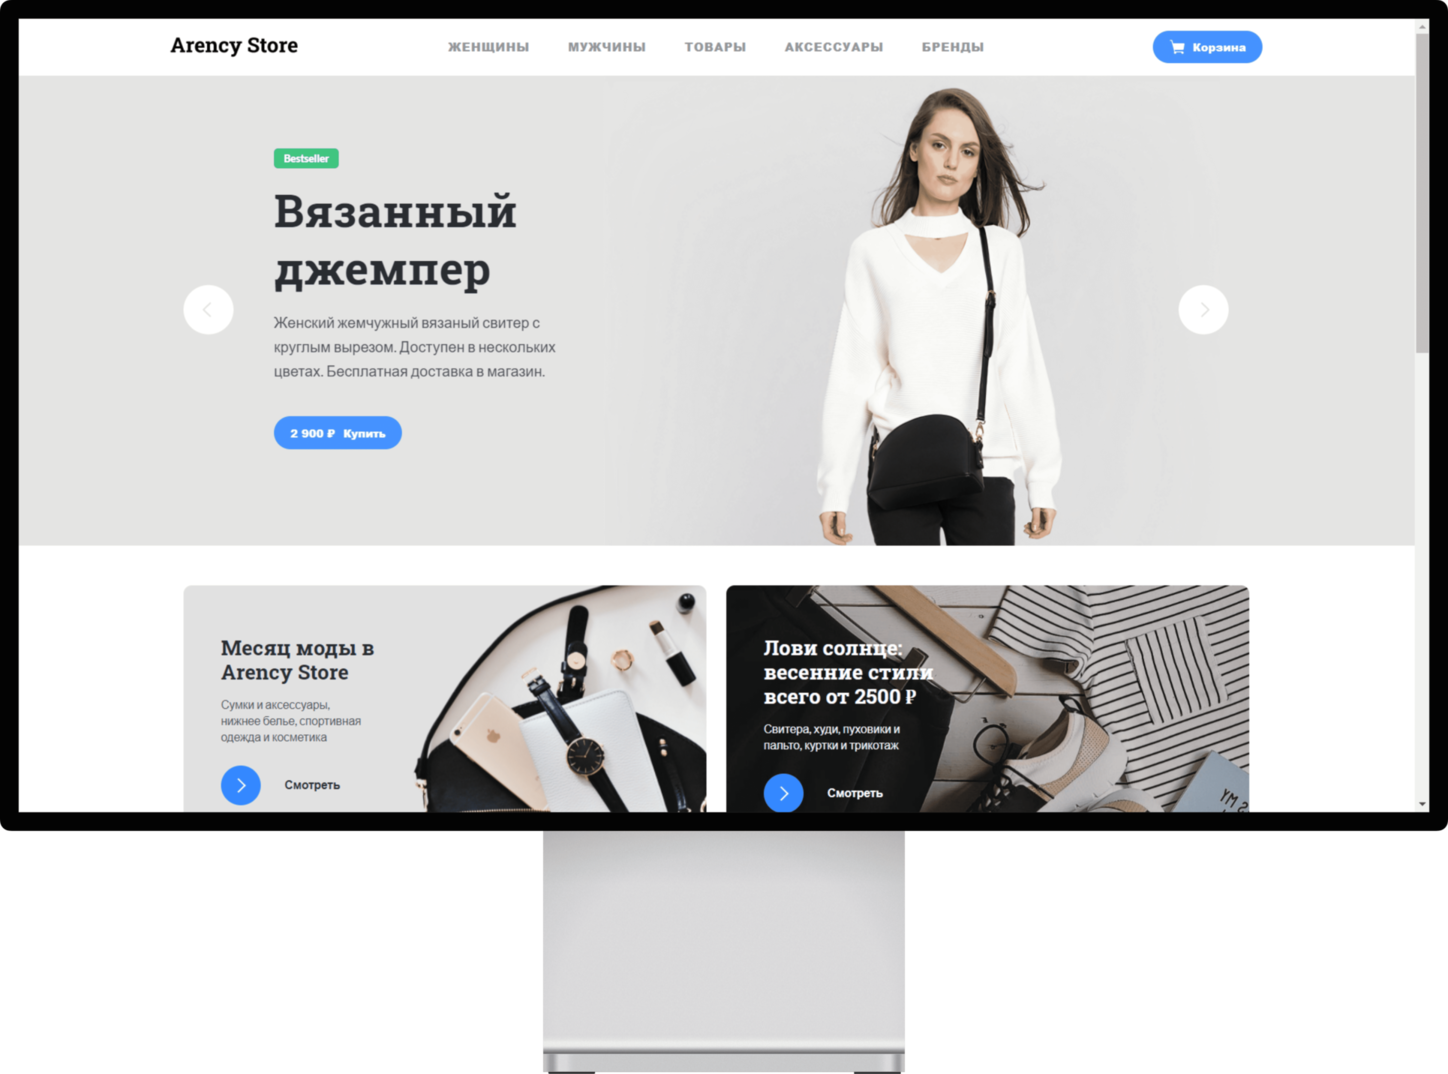 Arency Store
ЖЕНЩИНЫ
МУЖЧИНЫ
ТОВАРЫ
АКСЕССУАРЫ
БРЕНДЫ
Корзина
Bestseller
Вязанный
джемпер
Женский жемчужный вязаный свитер с
круглым вырезом. Доступен в нескольких
цветах. Бесплатная доставка в магазин.
2 900 ₽ Купить
Месяц моды в
Arency Store
Сумки и аксессуары,
нижнее белье, спортивная
одежда и косметика
Смотреть
Лови солнце:
весенние стили
всего от 2500 ₽
Свитера, худи, пуховики и
пальто, куртки и трикотаж
Смотреть
MY